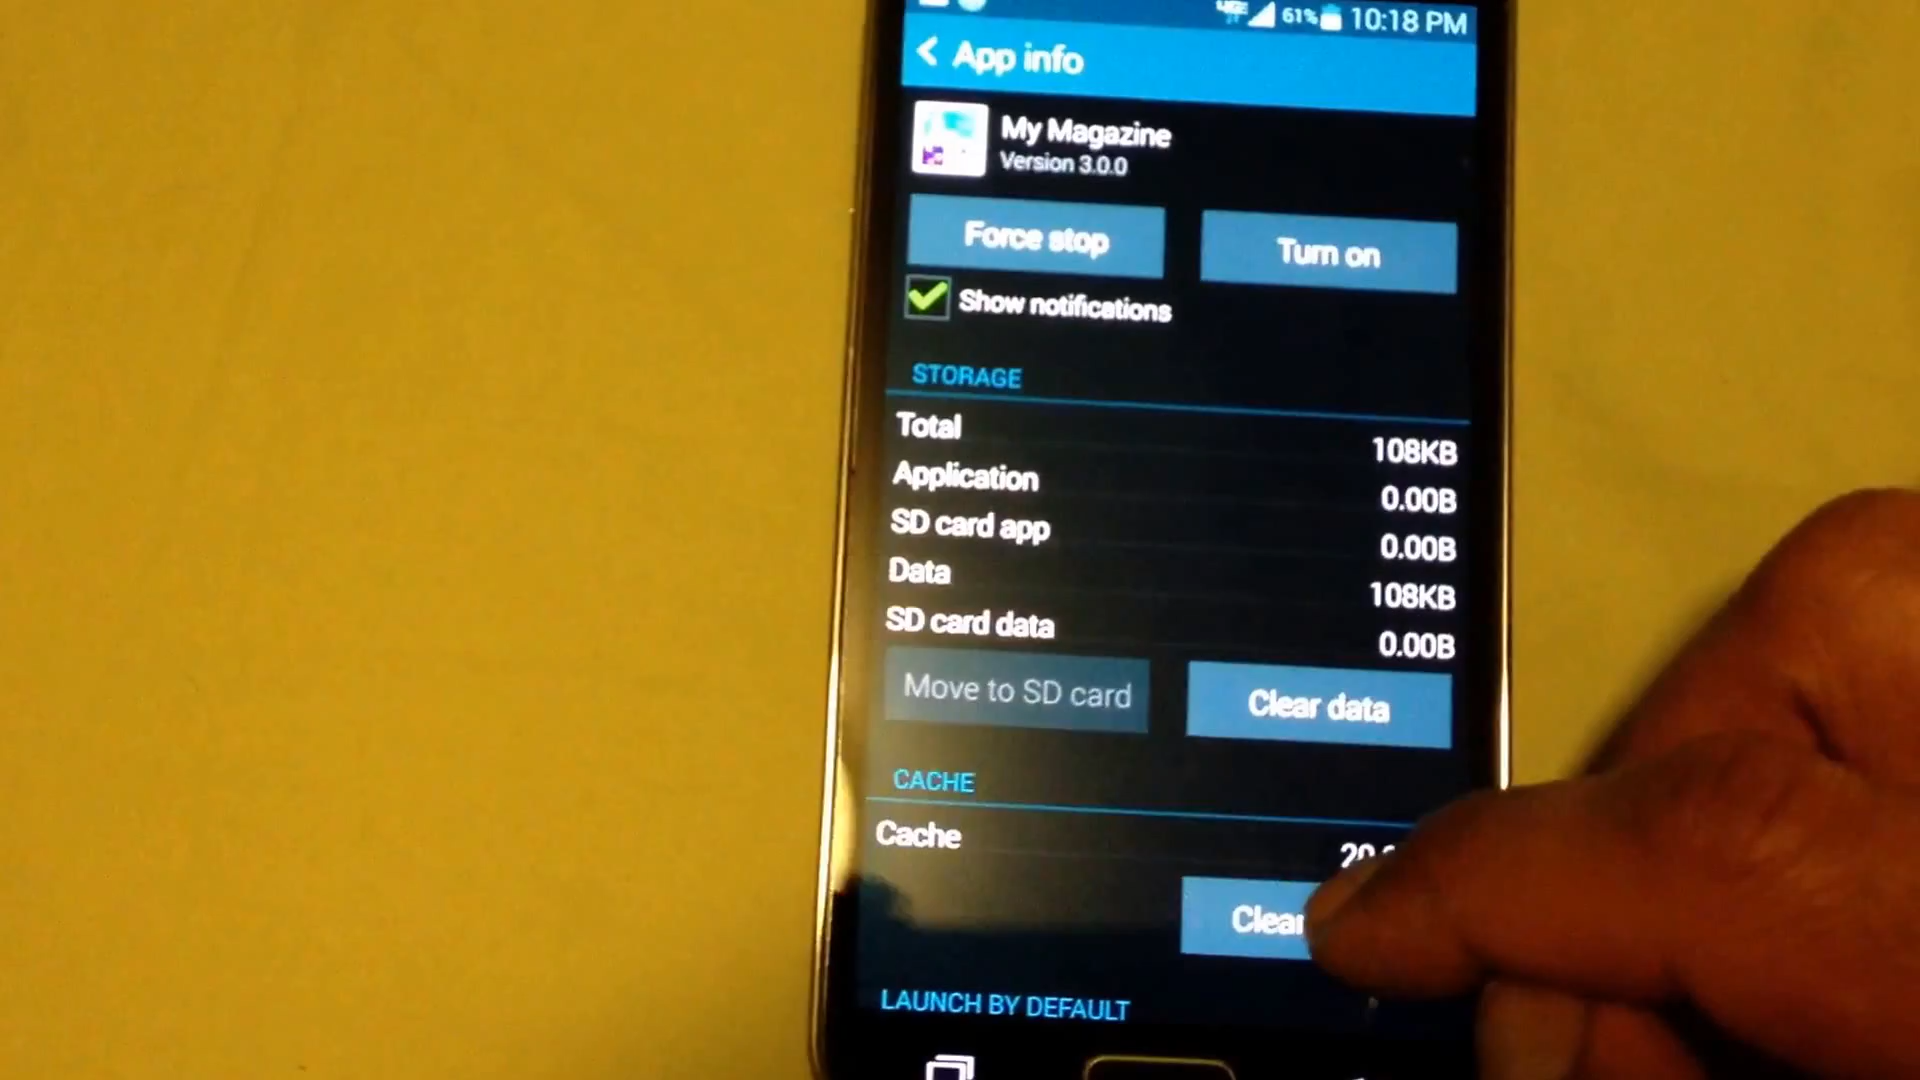 61% 10:18 PM
App info
My Magazine
Version 3.0.0
Force stop
Turn on
Show notifications
STORAGE
Total
108KB
Application
0.00B
SD card app
0.00B
Data
108KB
SD card data
0.00B
Move to SD card
Clear data
CACHE
Cache
Clear
LAUNCH BY DEFAULT